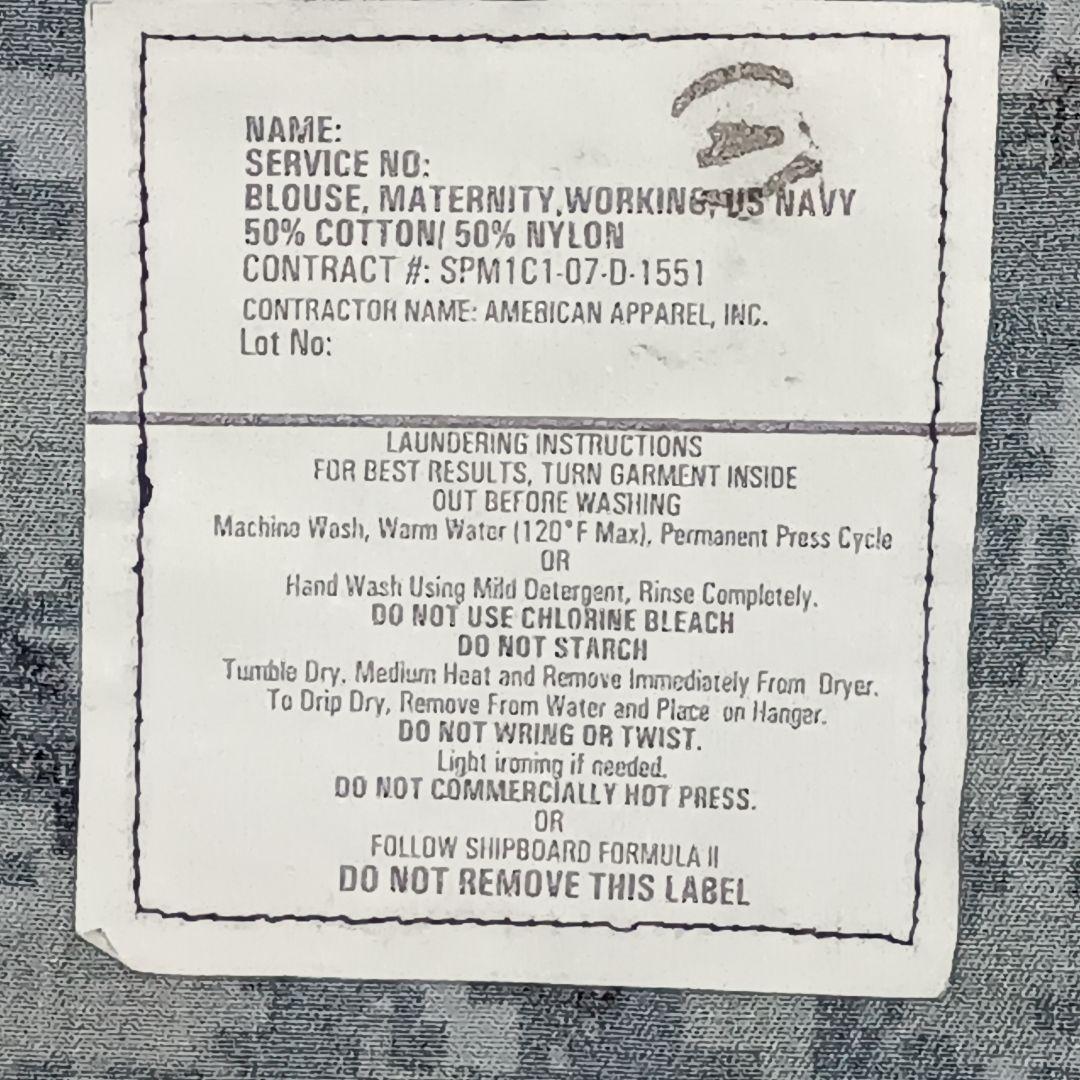 NAME:
SERVICE NO:
BLOUSE, MATERNITY, WORKING, US NAVY
50% COTTON/ 50% NYLON
CONTRACT #: SPM1C1-07-D-1551
CONTRACTOR NAME: AMERICAN APPAREL, INC.
Lot No:
LAUNDERING INSTRUCTIONS
FOR BEST RESULTS, TURN GARMENT INSIDE
OUT BEFORE WASHING
Machine Wash, Warm Water (120°F Max), Permanent Press Cycle
OR
Hand Wash Using Mild Detergent, Rinse Completely.
DO NOT USE CHLORINE BLEACH
DO NOT STARCH
Tumble Dry. Medium Heat and Remove Immediately From Dryer.
To Drip Dry, Remove From Water and Place on Hanger.
DO NOT WRING OR TWIST.
Light ironing if needed.
DO NOT COMMERCIALLY HOT PRESS.
OR
FOLLOW SHIPBOARD FORMULA II
DO NOT REMOVE THIS LABEL